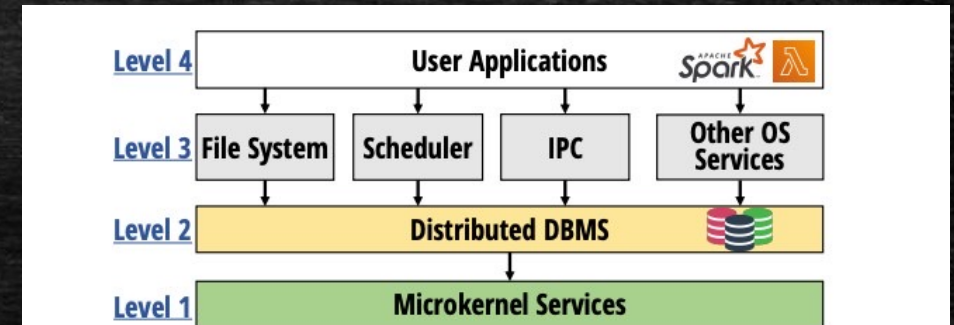 Level 4
User Applications
APACHE
Spark
λ
Level 3
File System
Scheduler
IPC
Other OS
Services
Level 2
Distributed DBMS
Level 1
Microkernel Services